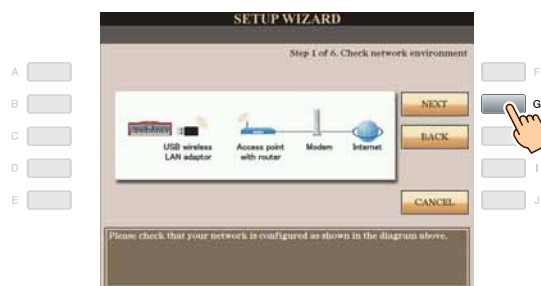 SETUP WIZARD
Step 1 of 6. Check network environment
A
F
B
NEXT
G
C
BACK
USB wireless
LAN adaptor
Access point
with router
Modem
Internet
D
I
E
CANCEL
J
Please check that your network is configured as shown in the diagram above.